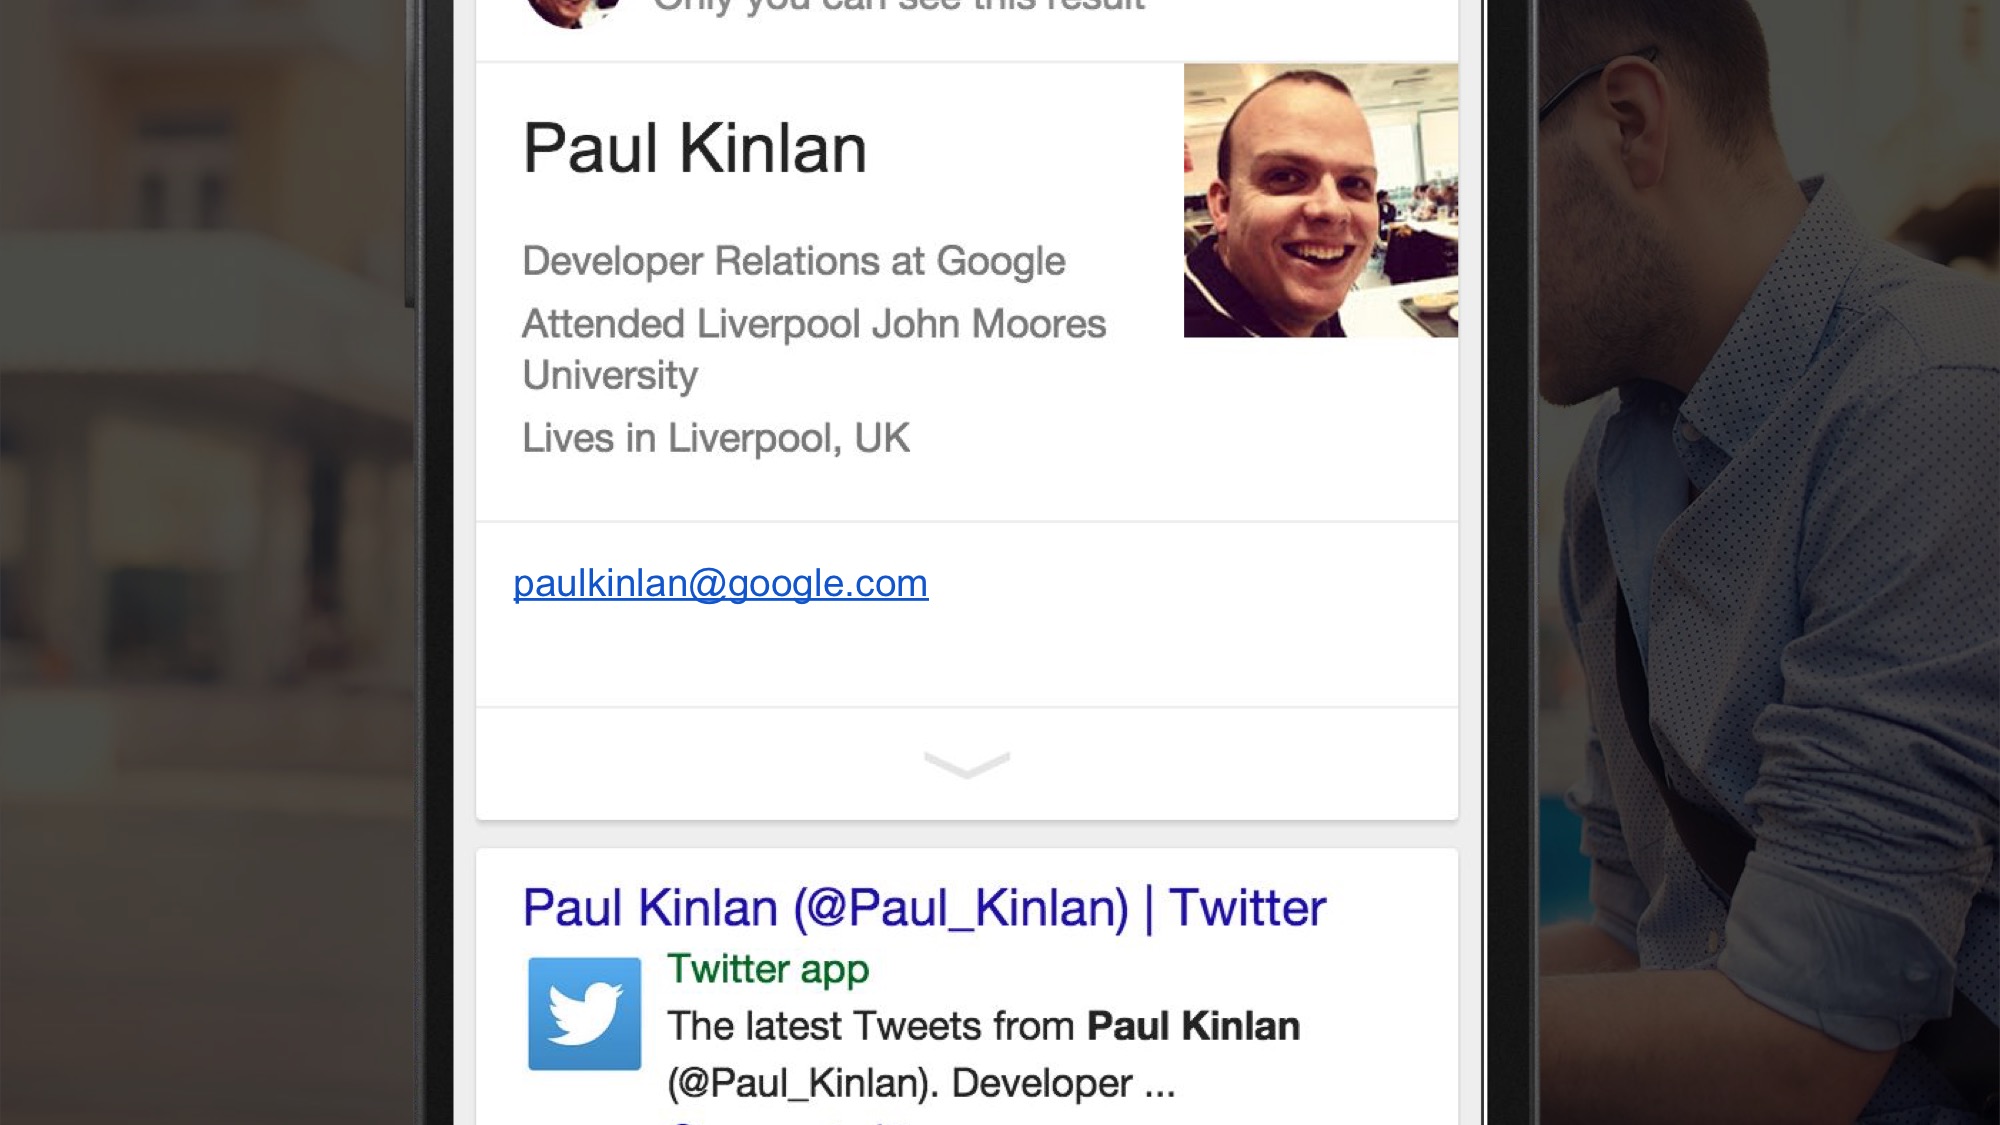 Only you can see this result
Paul Kinlan
Developer Relations at Google
Attended Liverpool John Moores
University
Lives in Liverpool, UK
paulkinlan@google.com
Paul Kinlan (@Paul_Kinlan) | Twitter
Twitter app
The latest Tweets from Paul Kinlan
(@Paul_Kinlan). Developer ...